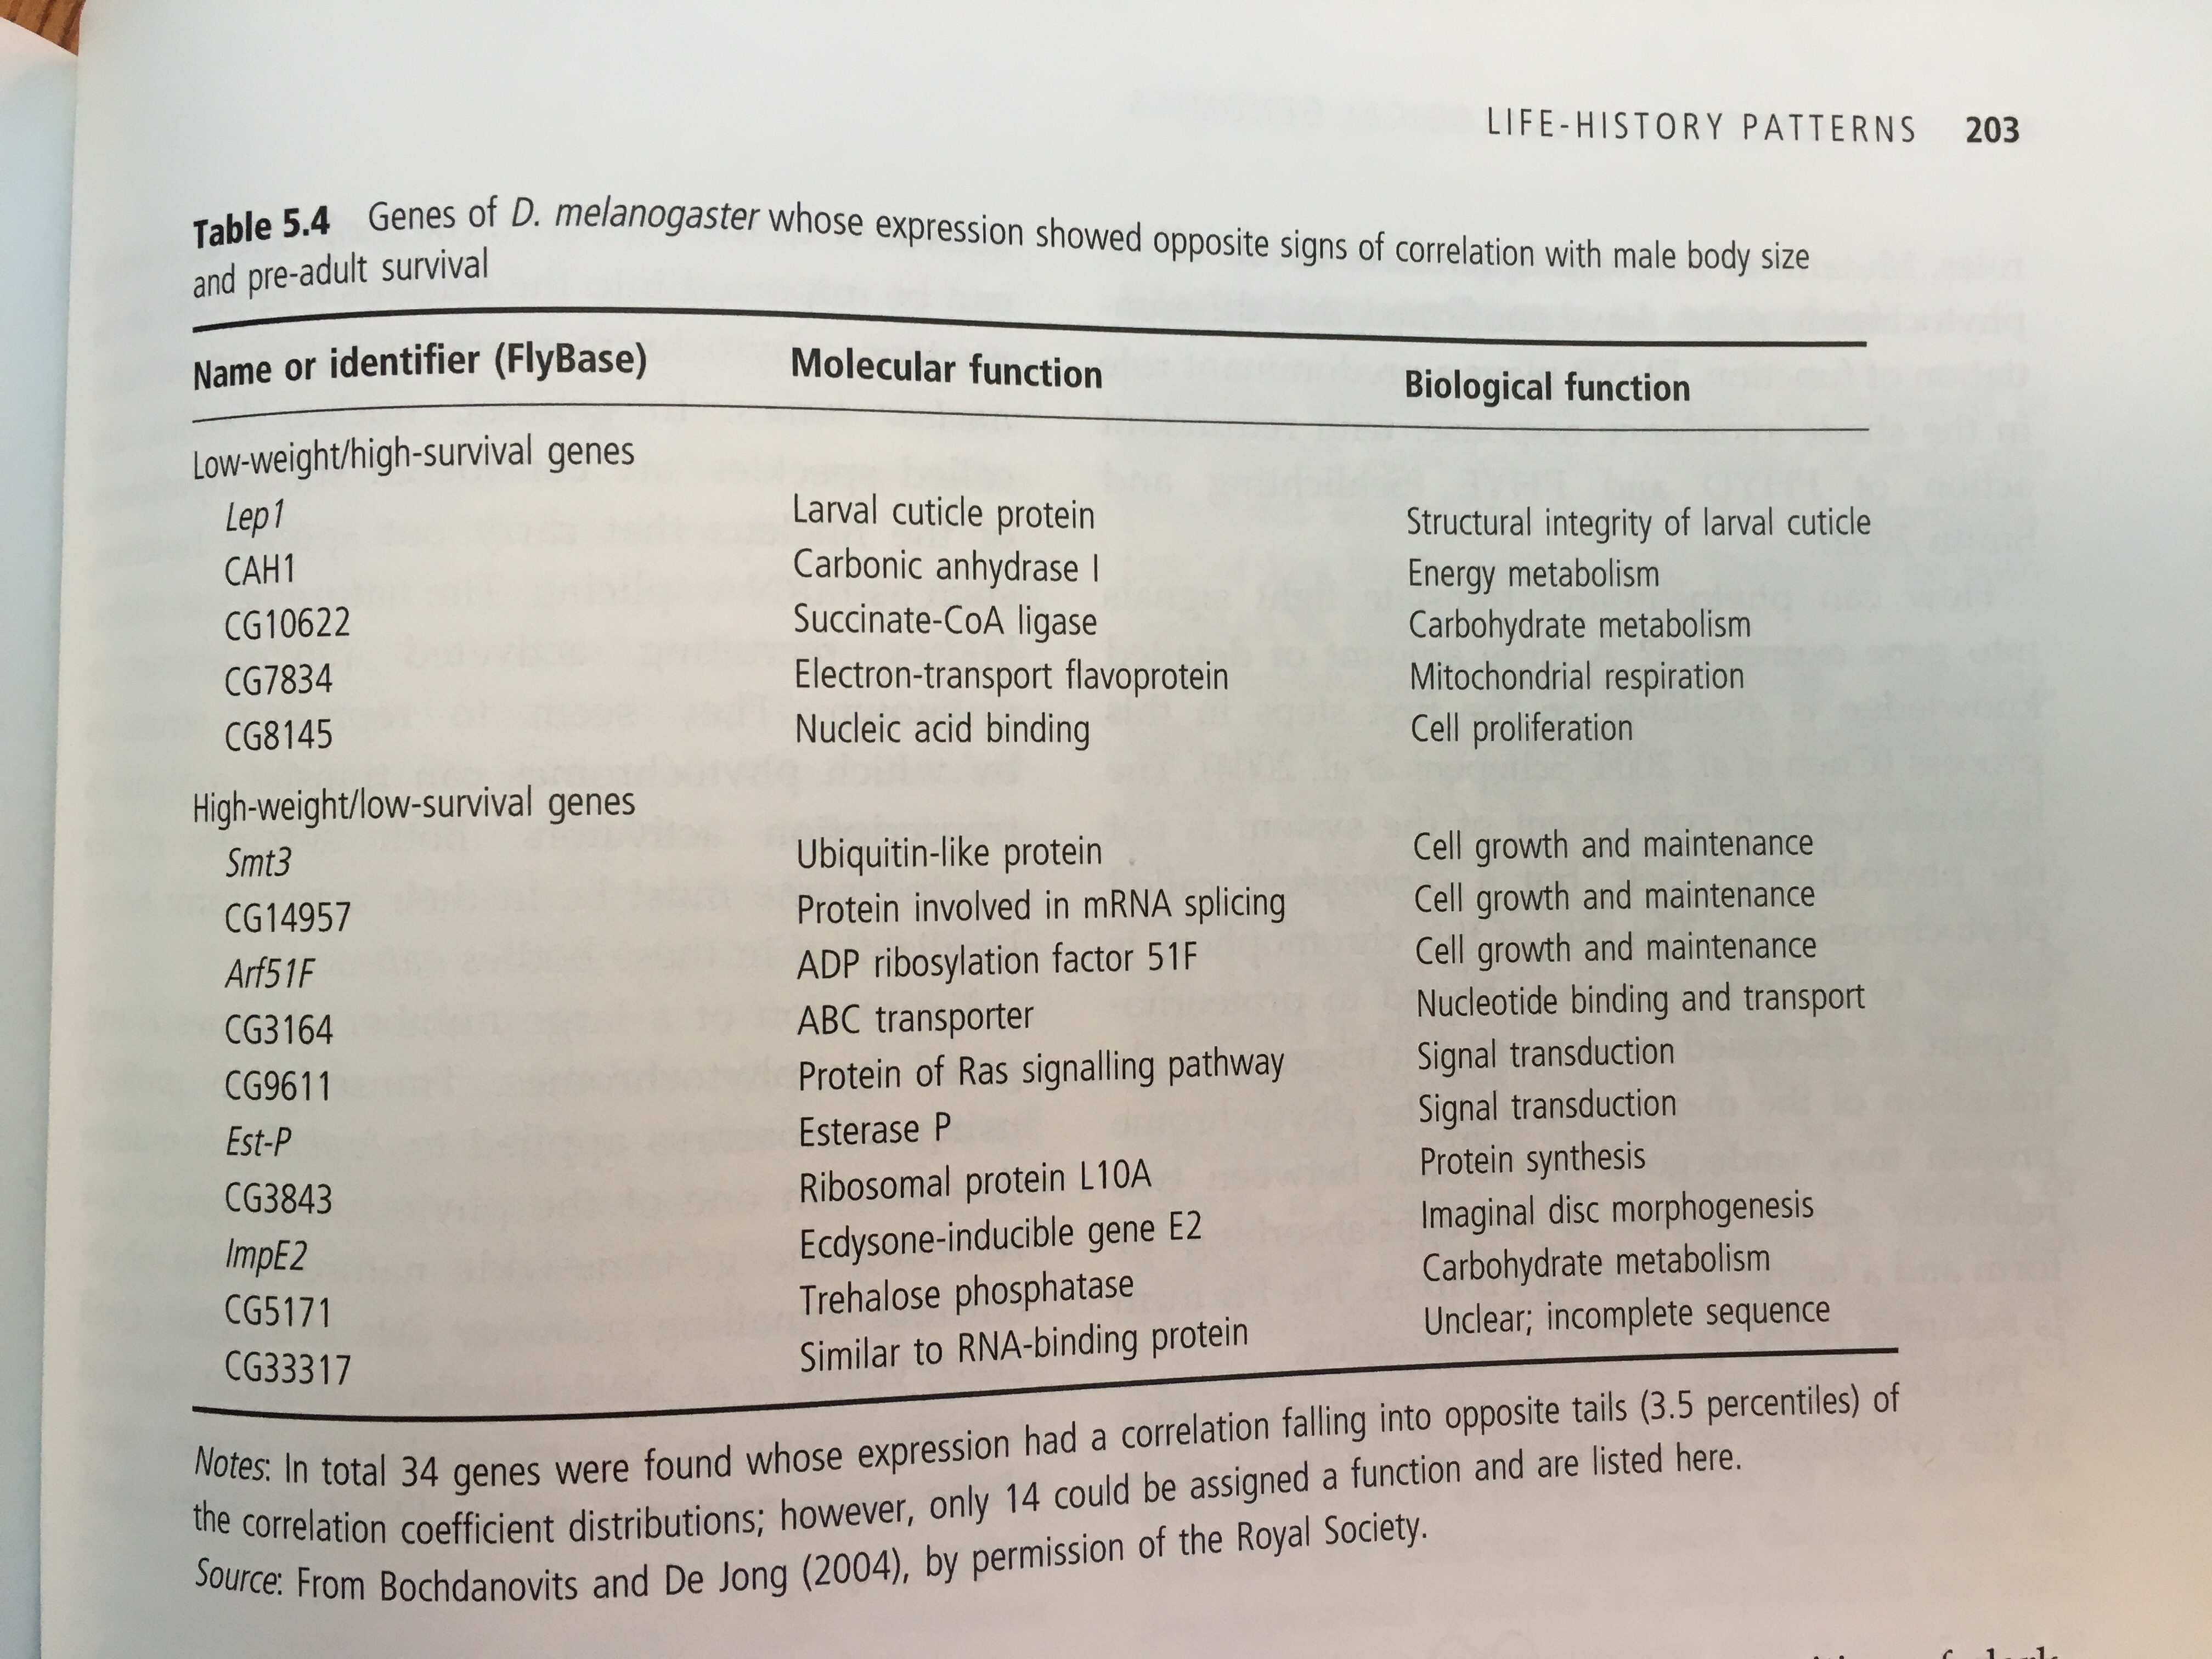 LIFE-HISTORY PATTERNS 203
Table 5.4 Genes of D. melanogaster whose expression showed opposite signs of correlation with male body size
and pre-adult survival
Name or identifier (FlyBase) Molecular function Biological function
Low-weight/high-survival genes
Lep1 Larval cuticle protein Structural integrity of larval cuticle
CAH1 Carbonic anhydrase I Energy metabolism
CG10622 Succinate-CoA ligase Carbohydrate metabolism
CG7834 Electron-transport flavoprotein Mitochondrial respiration
CG8145 Nucleic acid binding Cell proliferation
High-weight/low-survival genes
Smt3 Ubiquitin-like protein Cell growth and maintenance
CG14957 Protein involved in mRNA splicing Cell growth and maintenance
Arf51F ADP ribosylation factor 51F Cell growth and maintenance
CG3164 ABC transporter Nucleotide binding and transport
CG9611 Protein of Ras signalling pathway Signal transduction
Est-P Esterase P Signal transduction
CG3843 Ribosomal protein L10A Protein synthesis
ImpE2 Ecdysone-inducible gene E2 Imaginal disc morphogenesis
CG5171 Trehalose phosphatase Carbohydrate metabolism
CG33317 Similar to RNA-binding protein Unclear; incomplete sequence
Notes: In total 34 genes were found whose expression had a correlation falling into opposite tails (3.5 percentiles) of
the correlation coefficient distributions; however, only 14 could be assigned a function and are listed here.
Source: From Bochdanovits and De Jong (2004), by permission of the Royal Society.